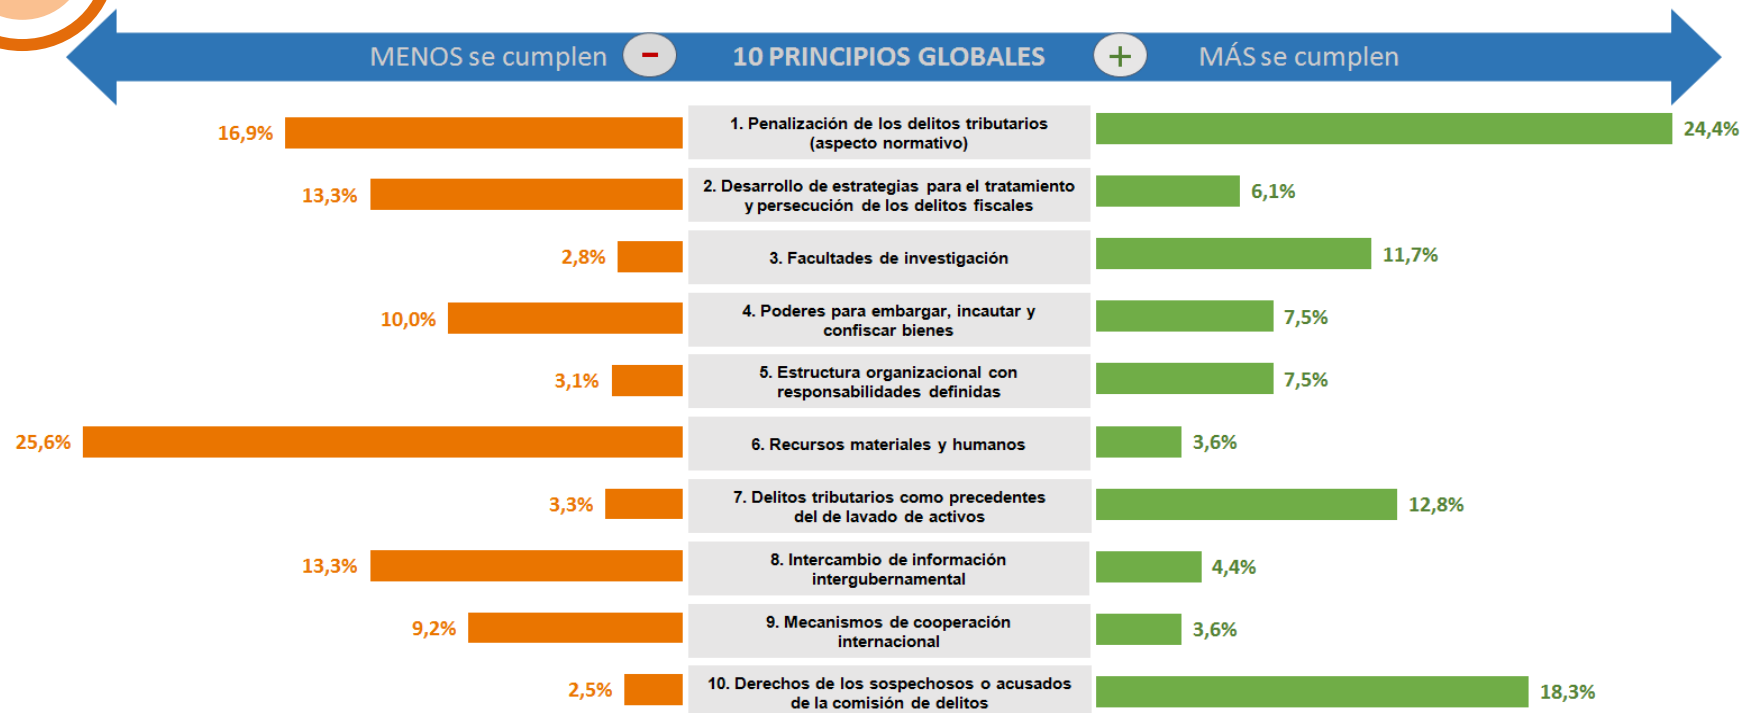 MENOS se cumplen - 10 PRINCIPIOS GLOBALES + MÁS se cumplen
16,9%
1. Penalización de los delitos tributarios
(aspecto normativo)
24,4%
13,3%
2. Desarrollo de estrategias para el tratamiento
y persecución de los delitos fiscales
6,1%
2,8%
3. Facultades de investigación
11,7%
10,0%
4. Poderes para embargar, incautar y
confiscar bienes
7,5%
3,1%
5. Estructura organizacional con
responsabilidades definidas
7,5%
25,6%
6. Recursos materiales y humanos
3,6%
3,3%
7. Delitos tributarios como precedentes
del de lavado de activos
12,8%
13,3%
8. Intercambio de información
intergubernamental
4,4%
9,2%
9. Mecanismos de cooperación
internacional
3,6%
2,5%
10. Derechos de los sospechosos o acusados
de la comisión de delitos
18,3%